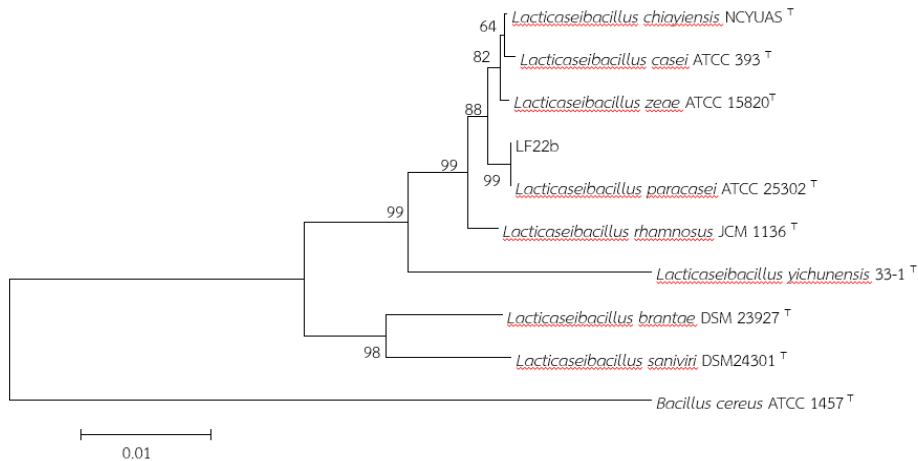 Lacticaseibacillus chiayiensis NCYUAS T
64
Lacticaseibacillus casei ATCC 393 T
82
Lacticaseibacillus zeae ATCC 15820T
88
LF22b
99
99
Lacticaseibacillus paracasei ATCC 25302 T
99
Lacticaseibacillus rhamnosus JCM 1136 T
Lacticaseibacillus yichunensis 33-1 T
Lacticaseibacillus brantae DSM 23927 T
98
Lacticaseibacillus saniviri DSM24301 T
Bacillus cereus ATCC 1457 T
0.01